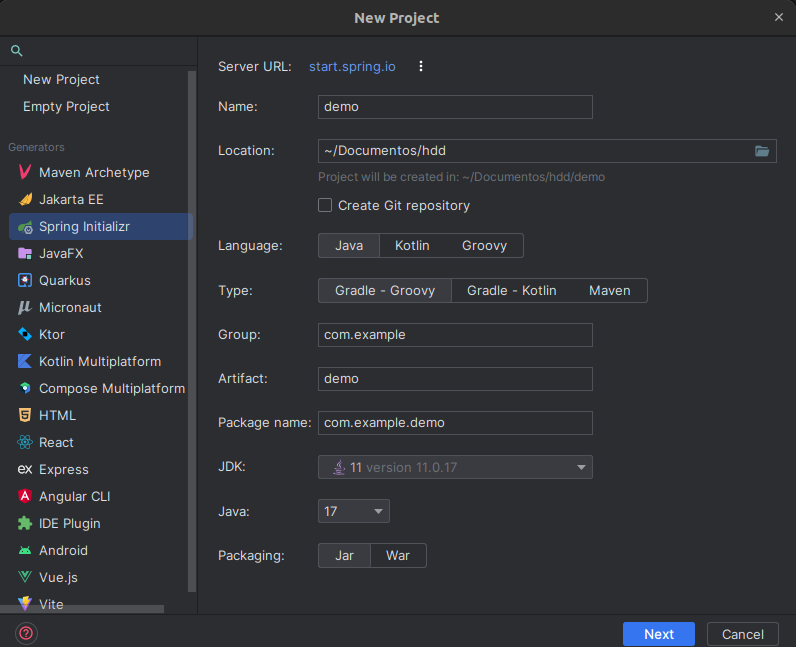 New Project
New Project
Empty Project
Generators
Maven Archetype
Jakarta EE
Spring Initializr
JavaFX
Quarkus
Micronaut
Ktor
Kotlin Multiplatform
Compose Multiplatform
HTML
React
Express
Angular CLI
IDE Plugin
Android
Vue.js
Vite
Server URL: start.spring.io
Name: demo
Location: ~/Documentos/hdd
Project will be created in: ~/Documentos/hdd/demo
Create Git repository
Language: Java Kotlin Groovy
Type: Gradle - Groovy Gradle - Kotlin Maven
Group: com.example
Artifact: demo
Package name: com.example.demo
JDK: 11 version 11.0.17
Java: 17
Packaging: Jar War
Next Cancel